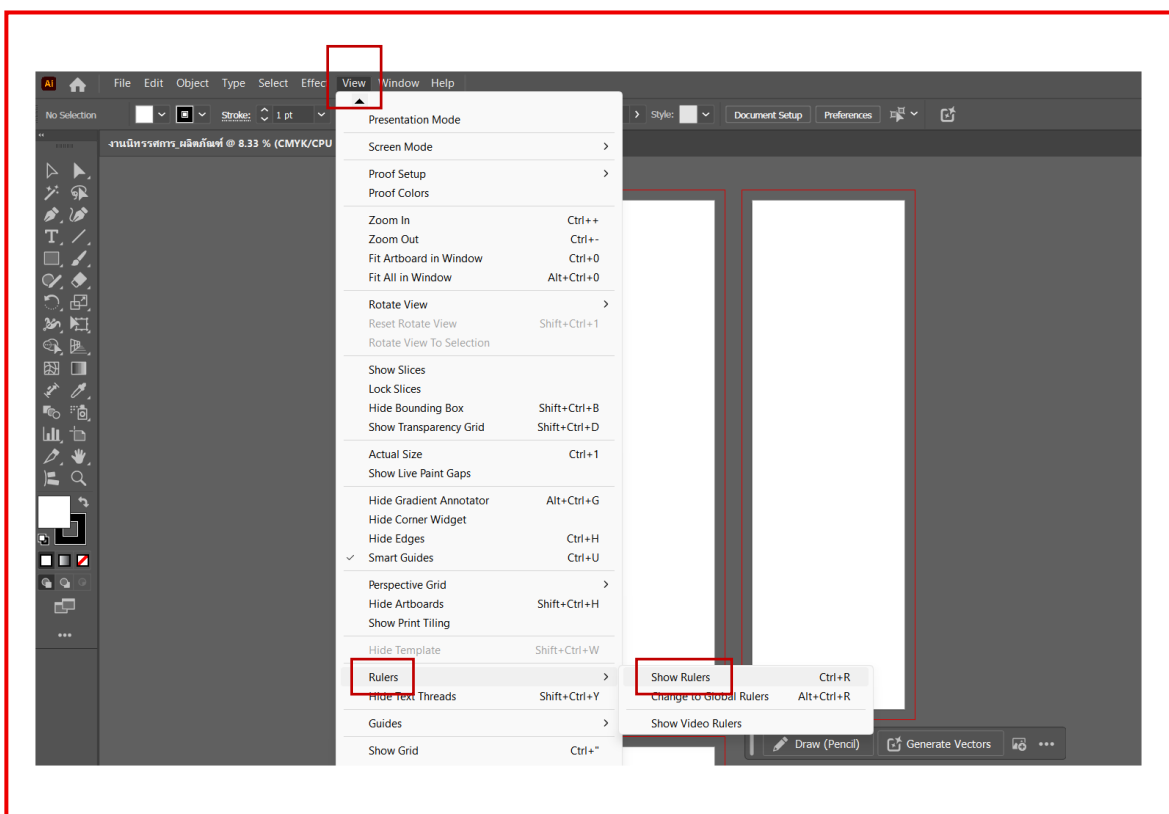 Ai File Edit Object Type Select Effect View Window Help
No Selection Stroke: 1 pt Style: Document Setup Preferences
งานนิทรรศการ_ผลิตภัณฑ์ @ 8.33 % (CMYK/CPU
Presentation Mode
Screen Mode
Proof Setup
Proof Colors
Zoom In Ctrl++
Zoom Out Ctrl+-
Fit Artboard in Window Ctrl+0
Fit All in Window Alt+Ctrl+0
Rotate View
Reset Rotate View Shift+Ctrl+1
Rotate View To Selection
Show Slices
Lock Slices
Hide Bounding Box Shift+Ctrl+B
Show Transparency Grid Shift+Ctrl+D
Actual Size Ctrl+1
Show Live Paint Gaps
Hide Gradient Annotator Alt+Ctrl+G
Hide Corner Widget
Hide Edges Ctrl+H
Smart Guides Ctrl+U
Perspective Grid
Hide Artboards Shift+Ctrl+H
Show Print Tiling
Hide Template Shift+Ctrl+W
Rulers Show Rulers Ctrl+R
Hide Text Threads Shift+Ctrl+Y Change to Global Rulers Alt+Ctrl+R
Guides Show Video Rulers
Show Grid Ctrl+" Draw (Pencil) Generate Vectors